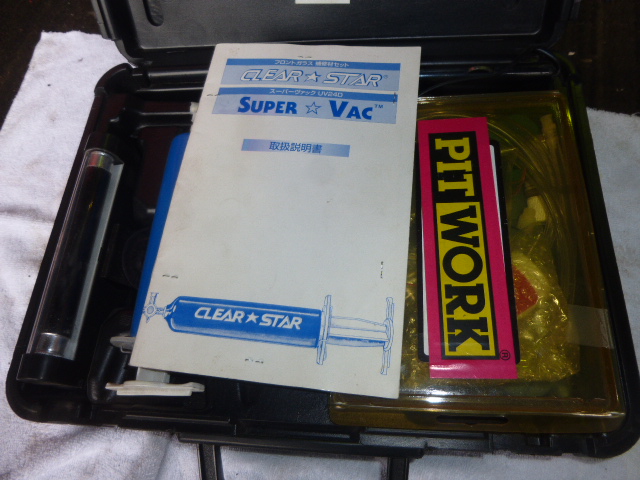 フロントガラス 補修材セット
CLEAR★STAR®
スーパーヴァック UV240
SUPER ☆ VAC™
取扱説明書
CLEAR★STAR
PIT WORK®